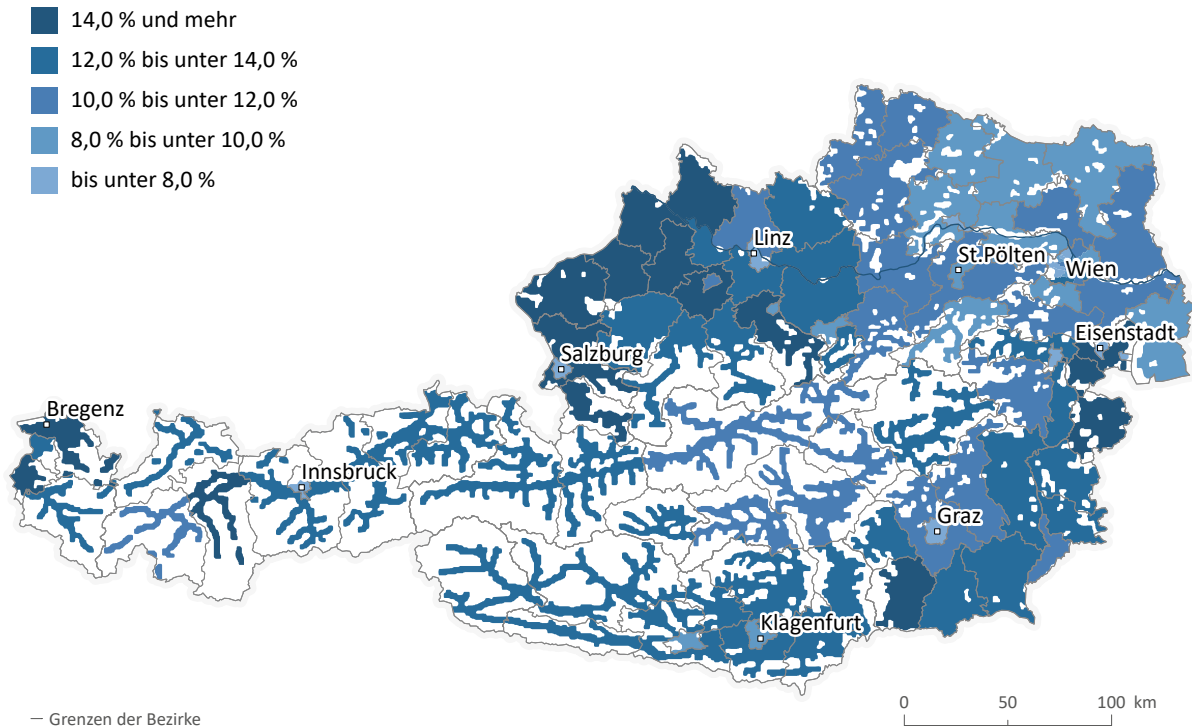 14,0 % und mehr
12,0 % bis unter 14,0 %
10,0 % bis unter 12,0 %
8,0 % bis unter 10,0 %
bis unter 8,0 %
Linz
St.Pölten
Wien
Eisenstadt
Salzburg
Bregenz
Innsbruck
Graz
Klagenfurt
0 50 100 km
— Grenzen der Bezirke